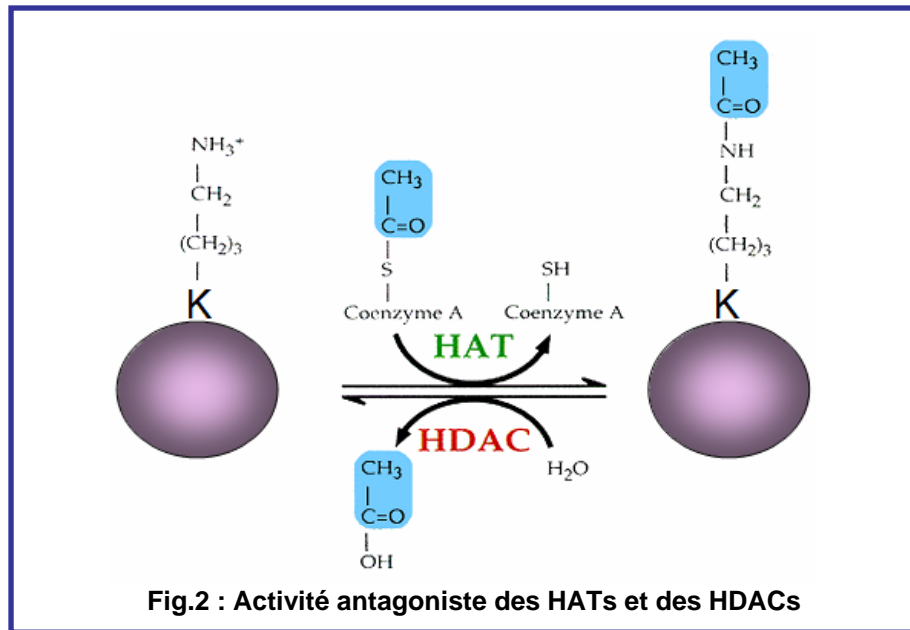 NH₃⁺
|
CH₂
|
(CH₂)₃
|
K
CH₃
|
C=O
|
S
|
Coenzyme A
SH
|
Coenzyme A
HAT
HDAC
CH₃
|
C=O
|
OH
H₂O
CH₃
|
C=O
|
NH
|
CH₂
|
(CH₂)₃
|
K
Fig.2 : Activité antagoniste des HATs et des HDACs